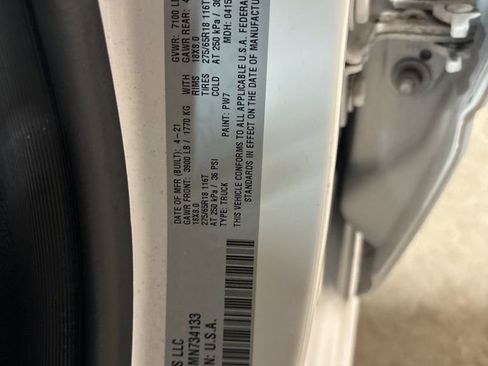 S LLC
DATE OF MFR (BUILT): 4-21
GVWR: 7100 LB
GAWR FRONT: 3900 LB / 1770 KG WITH
GAWR REAR: 4
18X8.0 RIMS 18X8.0
275/65R18 116T TIRES 275/65R18 116T
AT 250 kPa / 36 PSI COLD AT 250 kPa / 36
TYPE: TRUCK PAINT: PW7 MDH: 0415
THIS VEHICLE CONFORMS TO ALL APPLICABLE U.S.A. FEDERA
STANDARDS IN EFFECT ON THE DATE OF MANUFACTUR
MN734133
N: U.S.A.